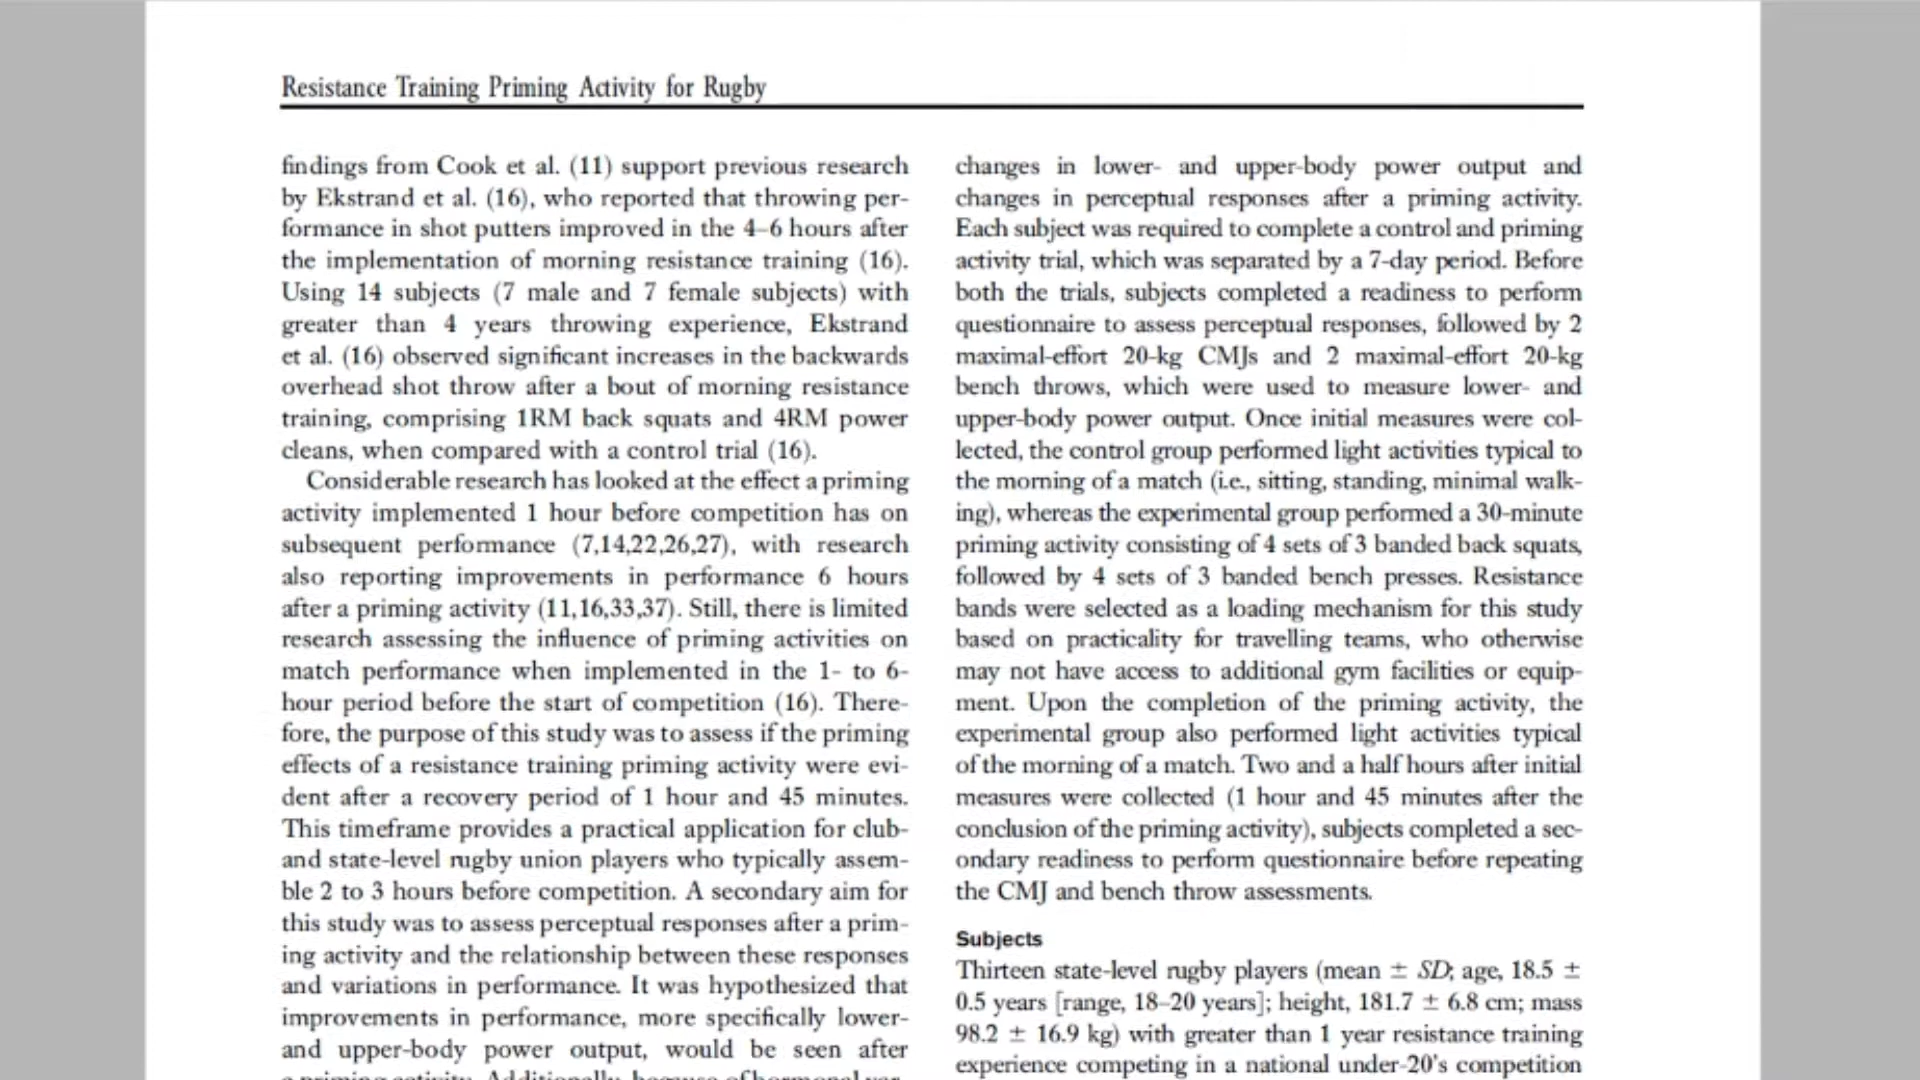 Resistance Training Priming Activity for Rugby
findings from Cook et al. (11) support previous research
by Ekstrand et al. (16), who reported that throwing per-
formance in shot putters improved in the 4–6 hours after
the implementation of morning resistance training (16).
Using 14 subjects (7 male and 7 female subjects) with
greater than 4 years throwing experience, Ekstrand
et al. (16) observed significant increases in the backwards
overhead shot throw after a bout of morning resistance
training, comprising 1RM back squats and 4RM power
cleans, when compared with a control trial (16).
Considerable research has looked at the effect a priming
activity implemented 1 hour before competition has on
subsequent performance (7,14,22,26,27), with research
also reporting improvements in performance 6 hours
after a priming activity (11,16,33,37). Still, there is limited
research assessing the influence of priming activities on
match performance when implemented in the 1- to 6-
hour period before the start of competition (16). There-
fore, the purpose of this study was to assess if the priming
effects of a resistance training priming activity were evi-
dent after a recovery period of 1 hour and 45 minutes.
This timeframe provides a practical application for club-
and state-level rugby union players who typically assem-
ble 2 to 3 hours before competition. A secondary aim for
this study was to assess perceptual responses after a prim-
ing activity and the relationship between these responses
and variations in performance. It was hypothesized that
improvements in performance, more specifically lower-
and upper-body power output, would be seen after
a priming activity. Additionally, because of hormonal var-
changes in lower- and upper-body power output and
changes in perceptual responses after a priming activity.
Each subject was required to complete a control and priming
activity trial, which was separated by a 7-day period. Before
both the trials, subjects completed a readiness to perform
questionnaire to assess perceptual responses, followed by 2
maximal-effort 20-kg CMJs and 2 maximal-effort 20-kg
bench throws, which were used to measure lower- and
upper-body power output. Once initial measures were col-
lected, the control group performed light activities typical to
the morning of a match (i.e., sitting, standing, minimal walk-
ing), whereas the experimental group performed a 30-minute
priming activity consisting of 4 sets of 3 banded back squats,
followed by 4 sets of 3 banded bench presses. Resistance
bands were selected as a loading mechanism for this study
based on practicality for travelling teams, who otherwise
may not have access to additional gym facilities or equip-
ment. Upon the completion of the priming activity, the
experimental group also performed light activities typical
of the morning of a match. Two and a half hours after initial
measures were collected (1 hour and 45 minutes after the
conclusion of the priming activity), subjects completed a sec-
ondary readiness to perform questionnaire before repeating
the CMJ and bench throw assessments.
Subjects
Thirteen state-level rugby players (mean ± SD; age, 18.5 ±
0.5 years [range, 18–20 years]; height, 181.7 ± 6.8 cm; mass
98.2 ± 16.9 kg) with greater than 1 year resistance training
experience competing in a national under-20's competition